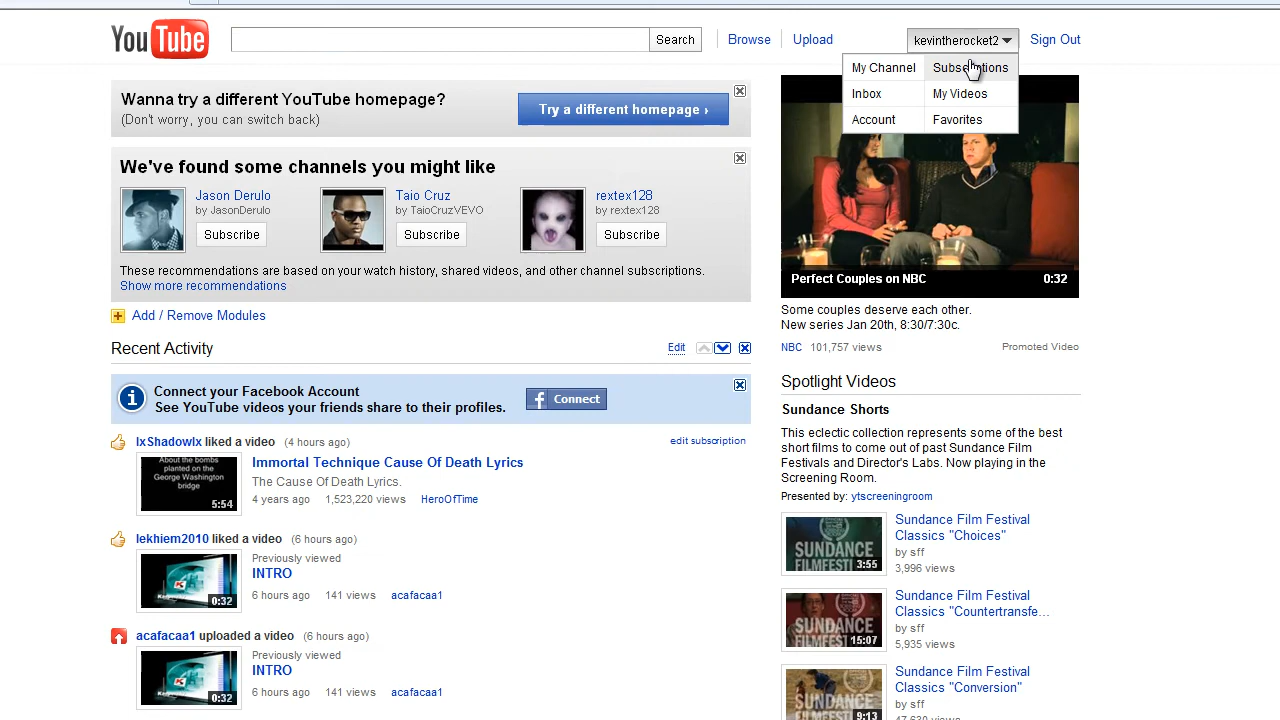 YouTube
Search
Browse
Upload
kevintherocket2
Sign Out
My Channel
Subscriptions
Inbox
My Videos
Account
Favorites
Wanna try a different YouTube homepage?
(Don't worry, you can switch back)
Try a different homepage ›
We've found some channels you might like
Jason Derulo
by JasonDerulo
Subscribe
Taio Cruz
by TaioCruzVEVO
Subscribe
rextex128
by rextex128
Subscribe
These recommendations are based on your watch history, shared videos, and other channel subscriptions.
Show more recommendations
Add / Remove Modules
Recent Activity
Edit
Connect your Facebook Account
See YouTube videos your friends share to their profiles.
f Connect
IxShadowIx liked a video (4 hours ago)
edit subscription
About the bombs
planted on the
George Washington
bridge
5:54
Immortal Technique Cause Of Death Lyrics
The Cause Of Death Lyrics.
4 years ago 1,523,220 views HeroOfTime
lekhiem2010 liked a video (6 hours ago)
K
0:32
Previously viewed
INTRO
6 hours ago 141 views acafacaa1
acafacaa1 uploaded a video (6 hours ago)
K
0:32
Previously viewed
INTRO
6 hours ago 141 views acafacaa1
Perfect Couples on NBC 0:32
Some couples deserve each other.
New series Jan 20th, 8:30/7:30c.
NBC 101,757 views Promoted Video
Spotlight Videos
Sundance Shorts
This eclectic collection represents some of the best
short films to come out of past Sundance Film
Festivals and Director's Labs. Now playing in the
Screening Room.
Presented by: ytscreeningroom
SUNDANCE
FILMFEST
3:55
Sundance Film Festival
Classics "Choices"
by sff
3,996 views
SUNDANCE
15:07
Sundance Film Festival
Classics "Countertransfe...
by sff
5,935 views
SUNDANCE
9:13
Sundance Film Festival
Classics "Conversion"
by sff
47,630 views